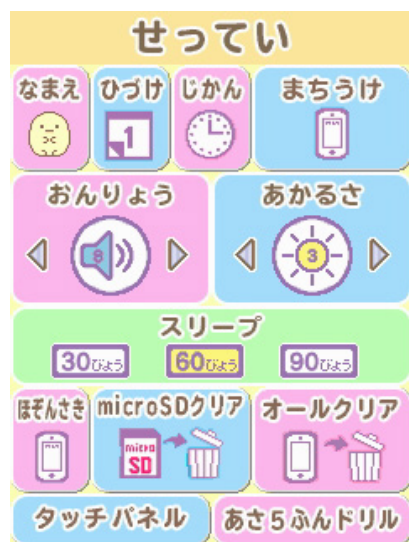 せってい
なまえ
ひづけ
じかん
まちうけ
1
おんりょう
あかるさ
8
3
スリープ
30びょう
60びょう
90びょう
ほぞんさき
microSDクリア
オールクリア
micro
SD
タッチパネル
あさ5ふんドリル